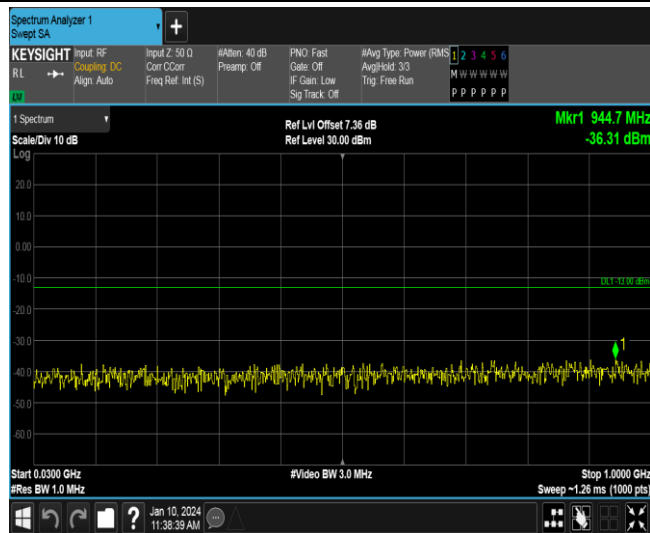 Spectrum Analyzer 1
Swept SA
+
KEYSIGHT
RL
Input: RF
Coupling: DC
Align: Auto
Input Z: 50 Ω
Corr CCorr
Freq Ref: Int (S)
#Atten: 40 dB
Preamp: Off
PNO: Fast
Gate: Off
IF Gain: Low
Sig Track: Off
#Avg Type: Power (RMS
Avg|Hold: 3/3
Trig: Free Run
1 2 3 4 5 6
M W W W W W
P P P P P P
1 Spectrum
Scale/Div 10 dB
Log
Ref Lvl Offset 7.36 dB
Ref Level 30.00 dBm
Mkr1 944.7 MHz
-36.31 dBm
20.0
10.0
0.00
-10.0
DL1 -13.00 dBm
-20.0
-30.0
1
-40.0
-50.0
-60.0
Start 0.0300 GHz
#Res BW 1.0 MHz
#Video BW 3.0 MHz
Stop 1.0000 GHz
Sweep ~1.26 ms (1000 pts)
?
Jan 10, 2024
11:38:39 AM